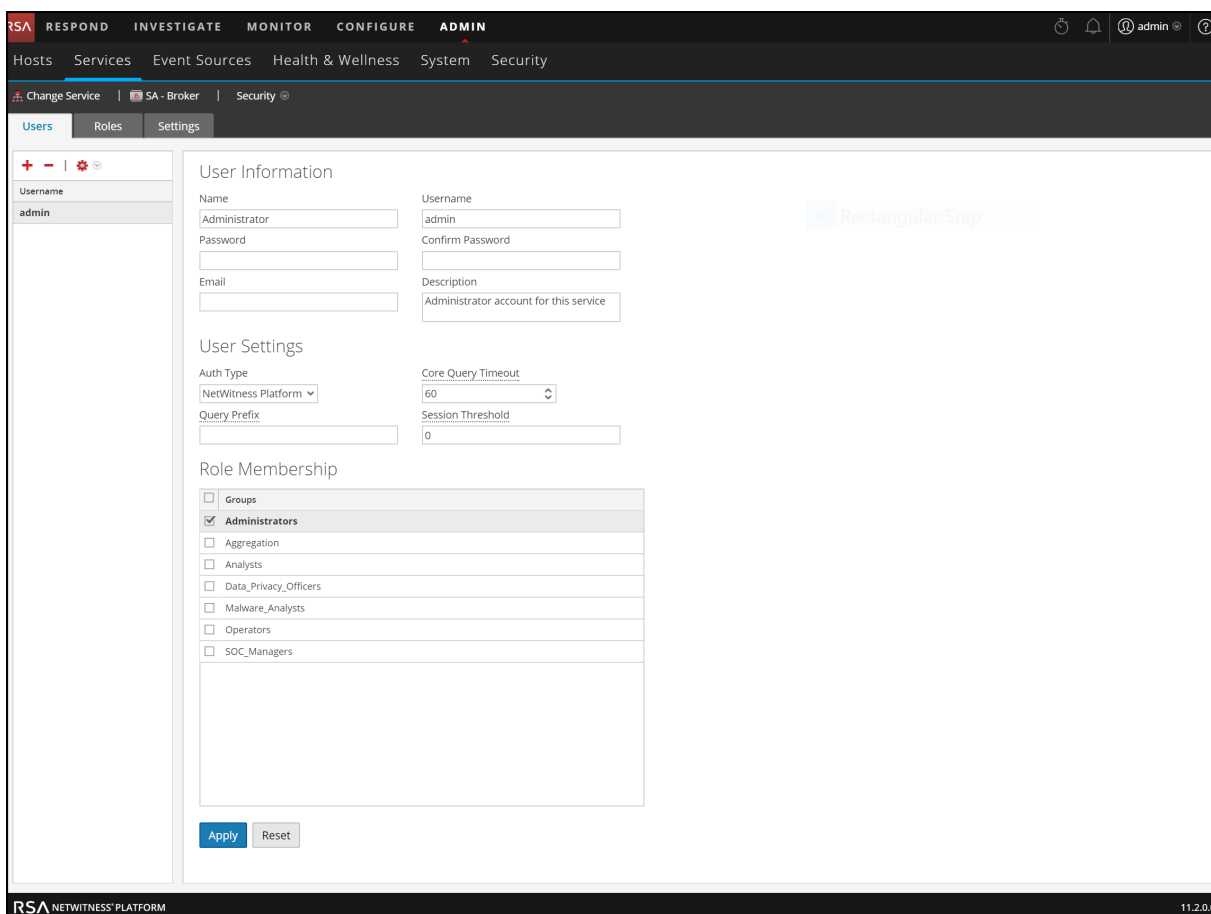 RSA RESPOND INVESTIGATE MONITOR CONFIGURE ADMIN admin
Hosts Services Event Sources Health & Wellness System Security
Change Service | SA - Broker | Security
Users Roles Settings
Username
admin
User Information
Name Username
Administrator admin
Password Confirm Password
Email Description
Administrator account for this service
User Settings
Auth Type Core Query Timeout
NetWitness Platform 60
Query Prefix Session Threshold
0
Role Membership
Groups
Administrators
Aggregation
Analysts
Data_Privacy_Officers
Malware_Analysts
Operators
SOC_Managers
Apply Reset
Rectangular Snip
RSA NETWITNESS® PLATFORM 11.2.0.